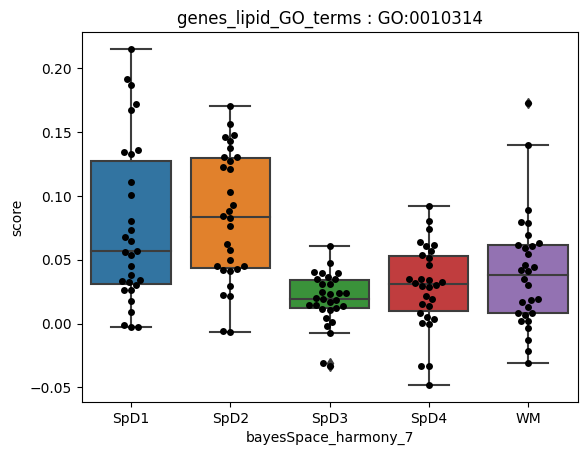 genes_lipid_GO_terms : GO:0010314
0.20
0.15
0.10
0.05
0.00
−0.05
score
SpD1 SpD2 SpD3 SpD4 WM
bayesSpace_harmony_7